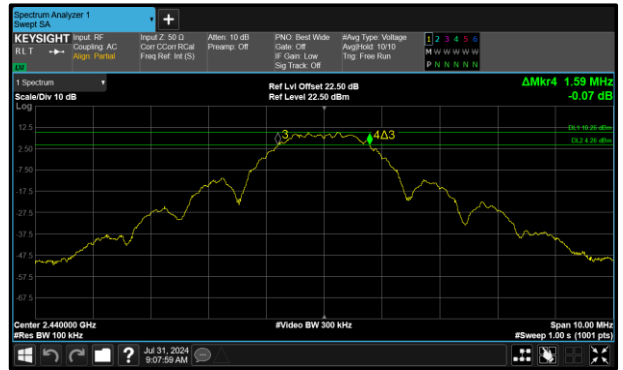 Spectrum Analyzer 1
Swept SA
+
KEYSIGHT Input: RF Input Z: 50 Ω Atten: 10 dB PNO: Best Wide #Avg Type: Voltage 1 2 3 4 5 6
RLT Coupling: AC Corr CCorr RCal Preamp: Off Gate: Off Avg|Hold: 10/10 M W W W W W
Align: Partial Freq Ref: Int (S) IF Gain: Low Trig: Free Run P N N N N N
Sig Track: Off
1 Spectrum Ref Lvl Offset 22.50 dB ΔMkr4 1.59 MHz
Scale/Div 10 dB Ref Level 22.50 dBm -0.07 dB
Log
12.5 DL1 10.25 dBm
3 4Δ3
2.50 DL2 4.25 dBm
-7.50
-17.5
-27.5
-37.5
-47.5
-57.5
-67.5
Center 2.440000 GHz #Video BW 300 kHz Span 10.00 MHz
#Res BW 100 kHz #Sweep 1.00 s (1001 pts)
? Jul 31, 2024
9:07:59 AM